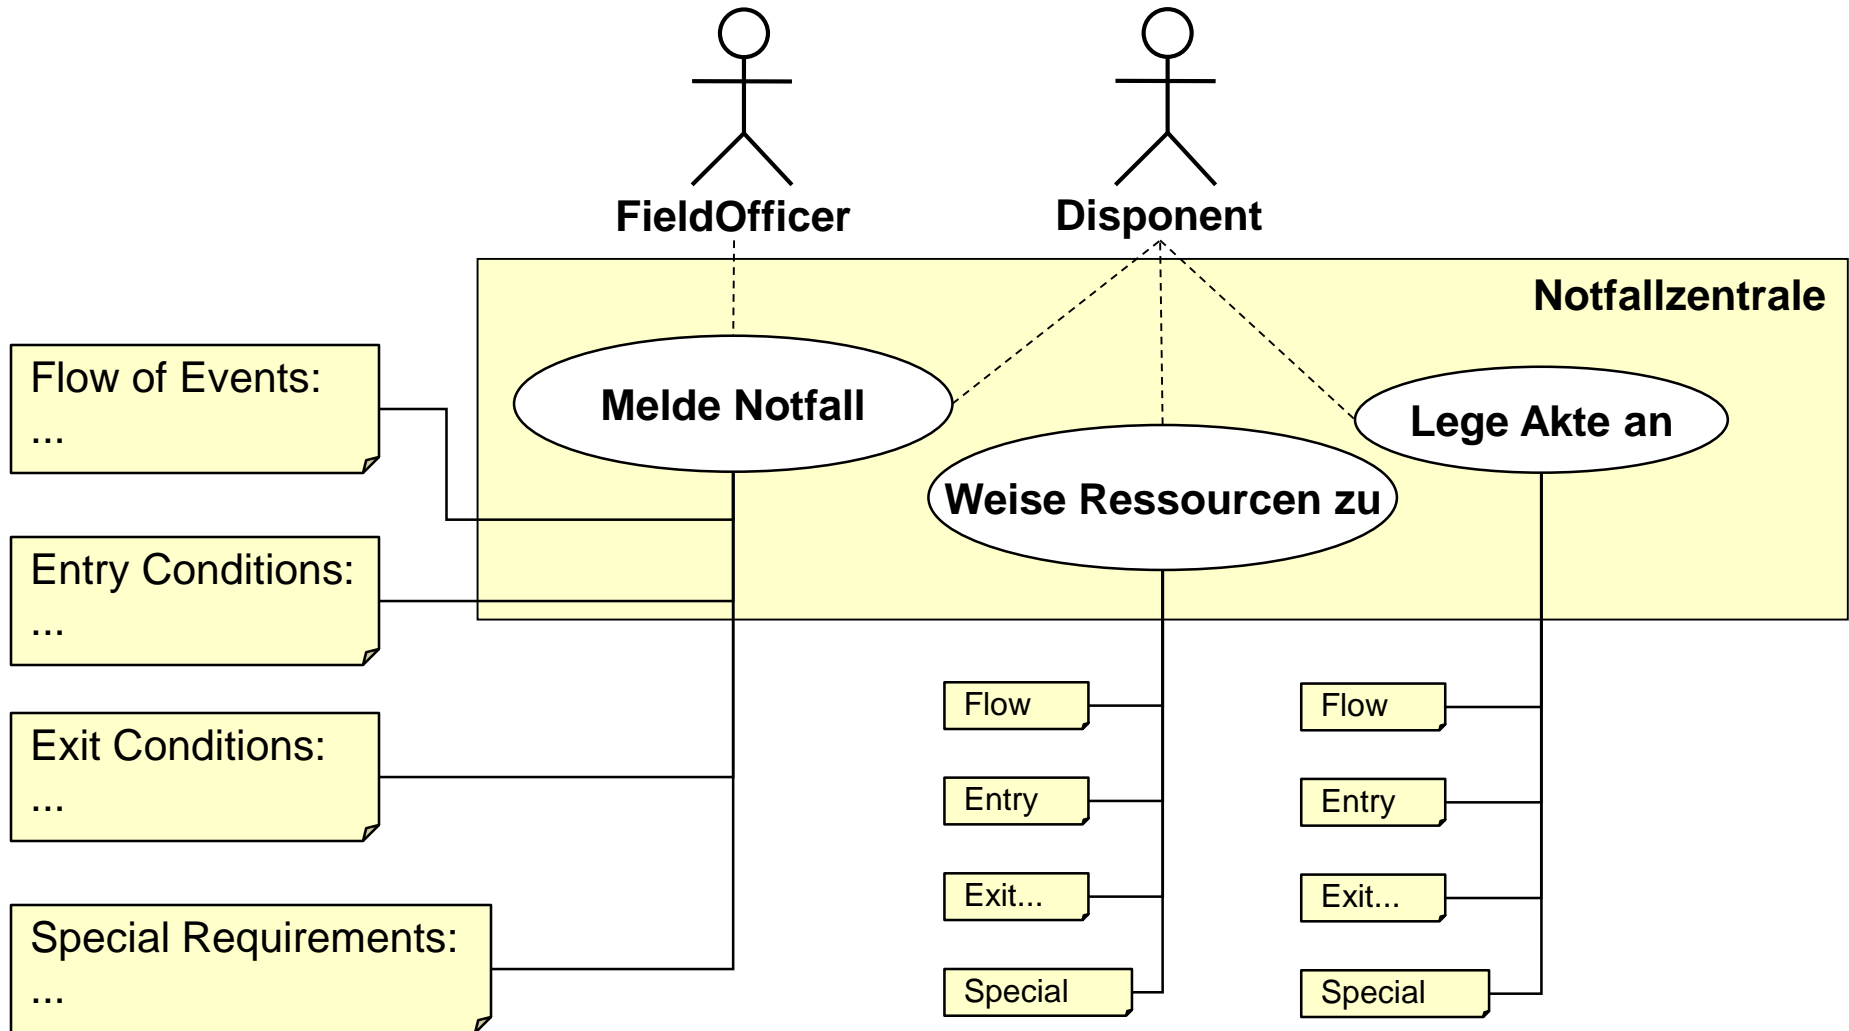 FieldOfficer
Disponent
Notfallzentrale
Melde Notfall
Weise Ressourcen zu
Lege Akte an
Flow of Events:
...
Entry Conditions:
...
Exit Conditions:
...
Special Requirements:
...
Flow
Entry
Exit...
Special
Flow
Entry
Exit...
Special